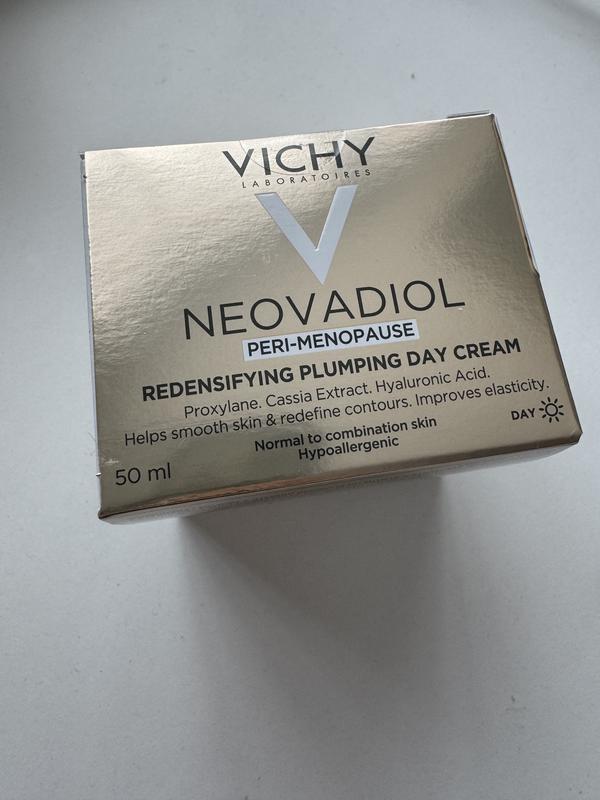 VICHY
LABORATOIRES
NEOVADIOL
PERI-MENOPAUSE
REDENSIFYING PLUMPING DAY CREAM
Proxylane. Cassia Extract. Hyaluronic Acid.
Helps smooth skin & redefine contours. Improves elasticity.
Normal to combination skin
Hypoallergenic
DAY
50 ml